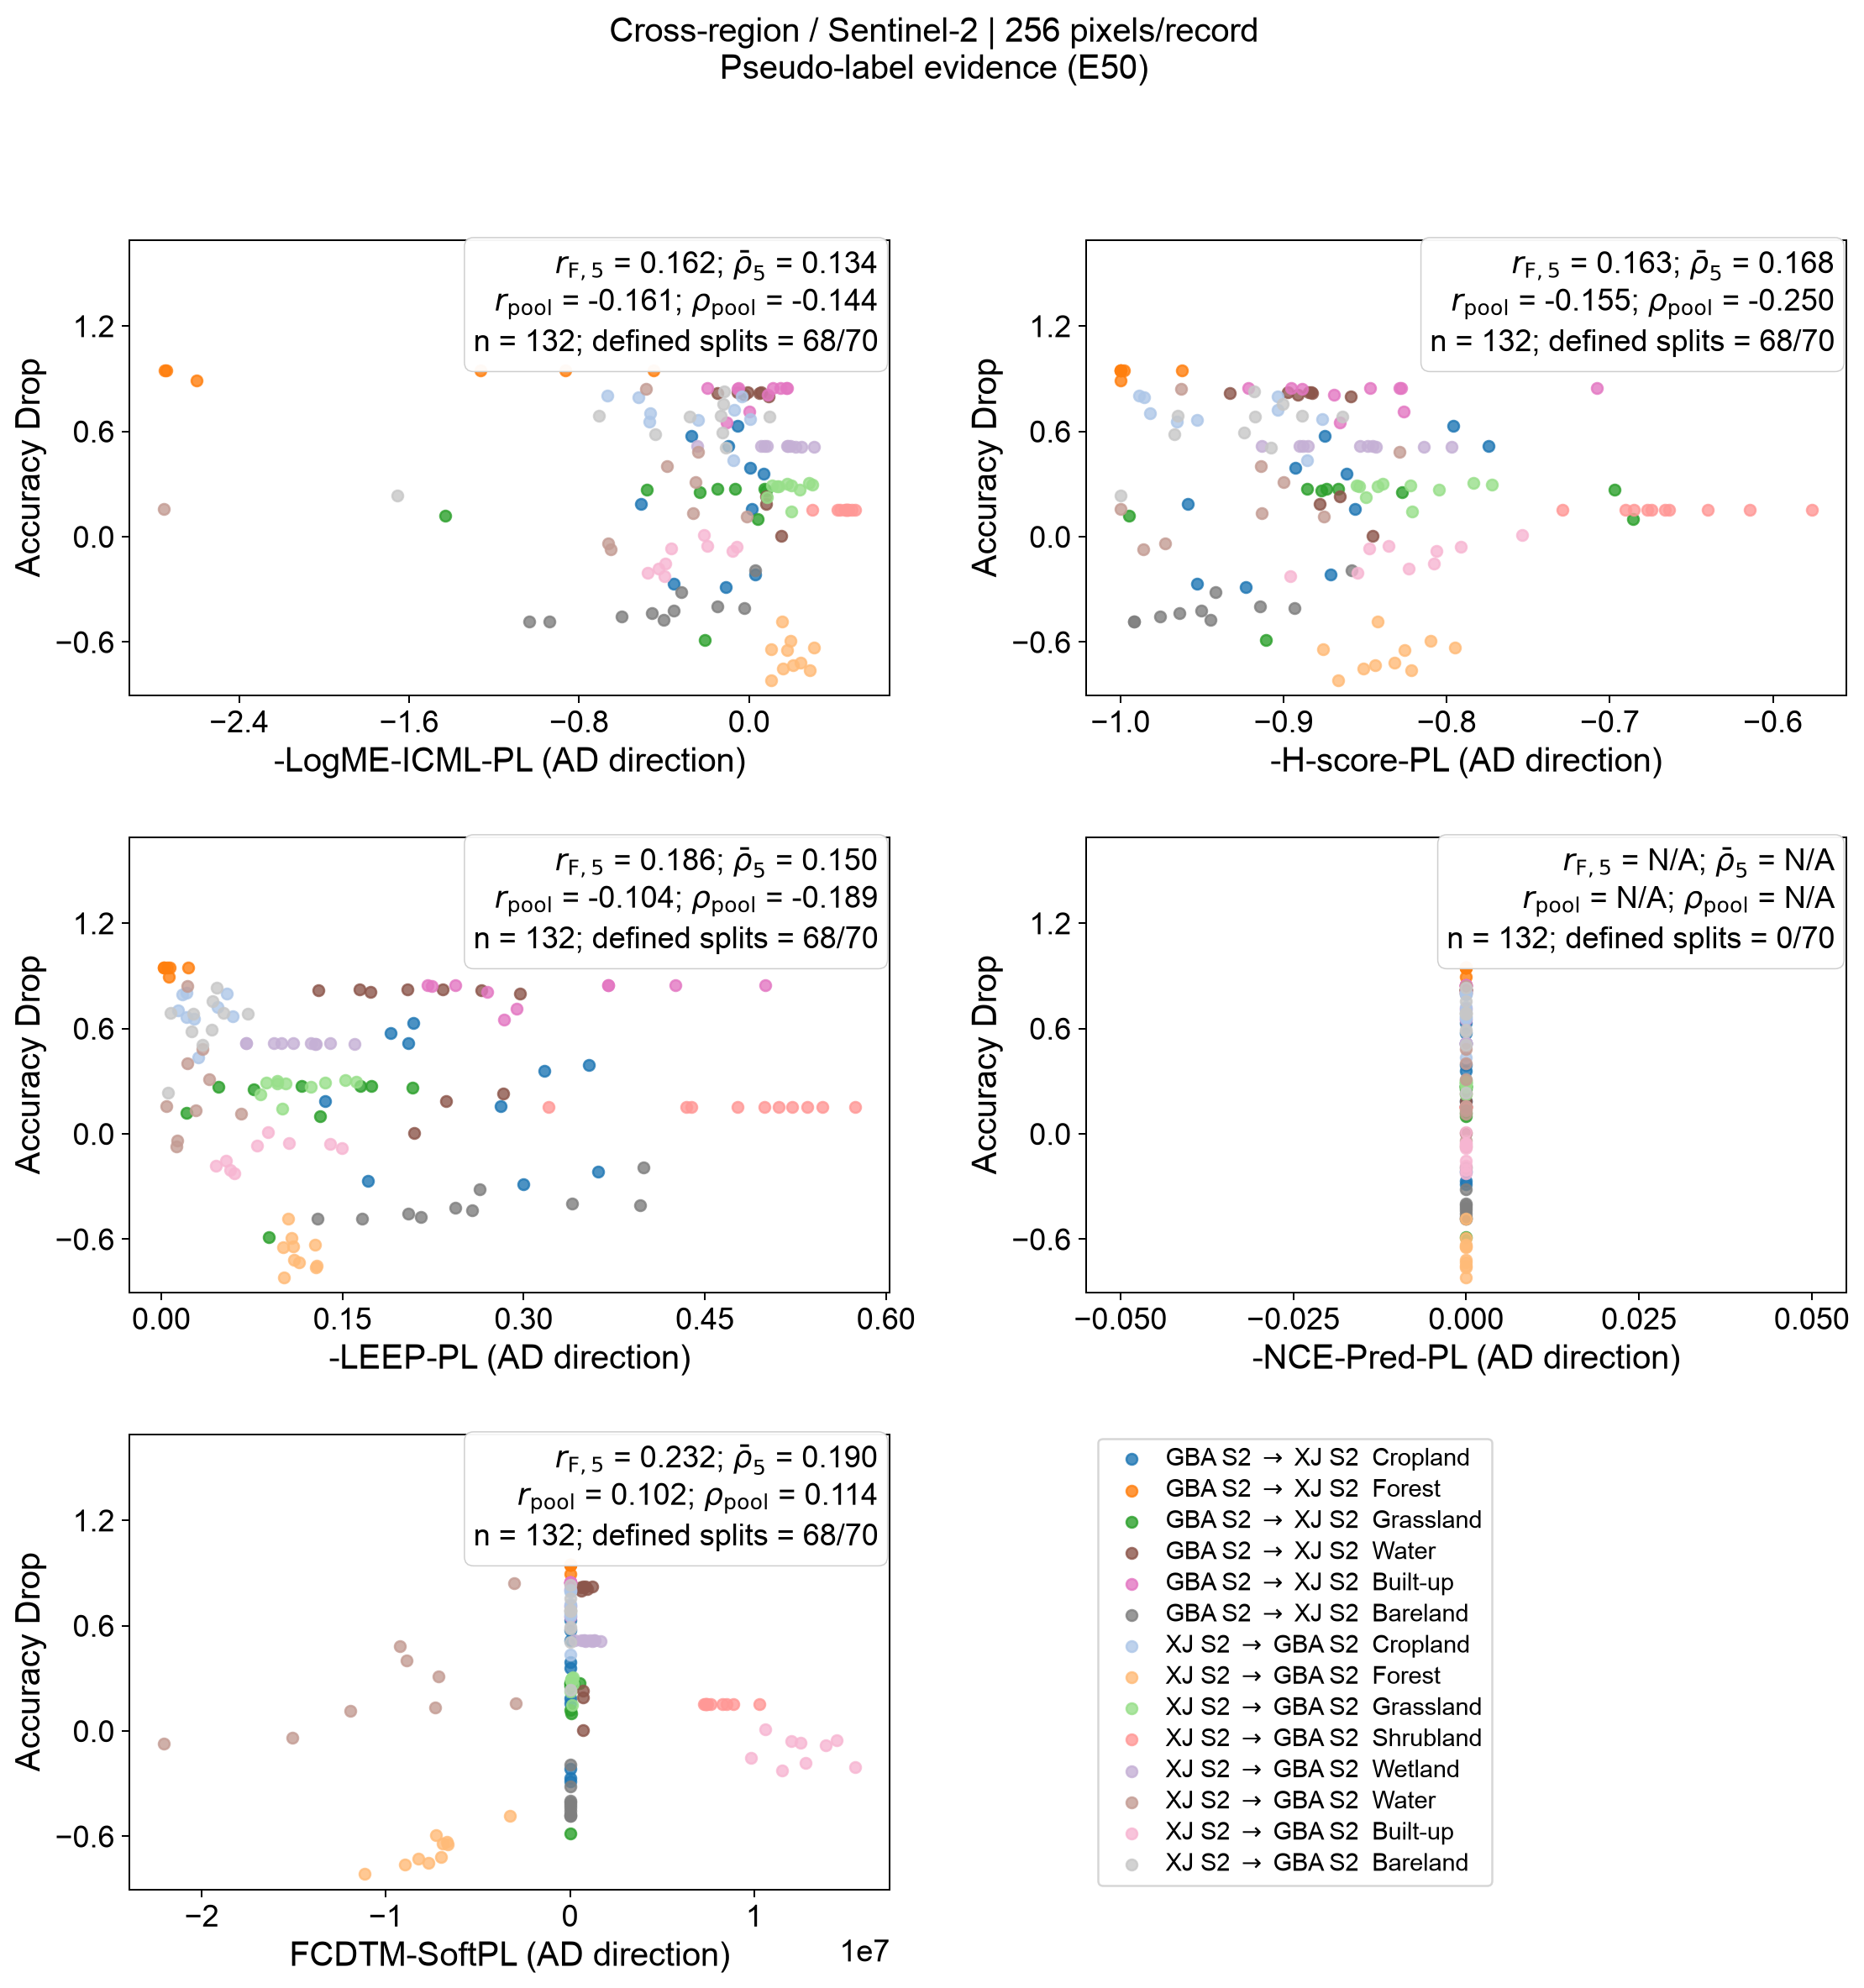 Cross-region / Sentinel-2 | 256 pixels/record
Pseudo-label evidence (E50)
r_F,5 = 0.162; ρ̄_5 = 0.134
r_pool = -0.161; ρ_pool = -0.144
n = 132; defined splits = 68/70
1.2
0.6
0.0
−0.6
Accuracy Drop
−2.4 −1.6 −0.8 0.0
-LogME-ICML-PL (AD direction)
r_F,5 = 0.163; ρ̄_5 = 0.168
r_pool = -0.155; ρ_pool = -0.250
n = 132; defined splits = 68/70
1.2
0.6
0.0
−0.6
Accuracy Drop
−1.0 −0.9 −0.8 −0.7 −0.6
-H-score-PL (AD direction)
r_F,5 = 0.186; ρ̄_5 = 0.150
r_pool = -0.104; ρ_pool = -0.189
n = 132; defined splits = 68/70
1.2
0.6
0.0
−0.6
Accuracy Drop
0.00 0.15 0.30 0.45 0.60
-LEEP-PL (AD direction)
r_F,5 = N/A; ρ̄_5 = N/A
r_pool = N/A; ρ_pool = N/A
n = 132; defined splits = 0/70
1.2
0.6
0.0
−0.6
Accuracy Drop
−0.050 −0.025 0.000 0.025 0.050
-NCE-Pred-PL (AD direction)
r_F,5 = 0.232; ρ̄_5 = 0.190
r_pool = 0.102; ρ_pool = 0.114
n = 132; defined splits = 68/70
1.2
0.6
0.0
−0.6
Accuracy Drop
−2 −1 0 1
1e7
FCDTM-SoftPL (AD direction)
GBA S2 → XJ S2 Cropland
GBA S2 → XJ S2 Forest
GBA S2 → XJ S2 Grassland
GBA S2 → XJ S2 Water
GBA S2 → XJ S2 Built-up
GBA S2 → XJ S2 Bareland
XJ S2 → GBA S2 Cropland
XJ S2 → GBA S2 Forest
XJ S2 → GBA S2 Grassland
XJ S2 → GBA S2 Shrubland
XJ S2 → GBA S2 Wetland
XJ S2 → GBA S2 Water
XJ S2 → GBA S2 Built-up
XJ S2 → GBA S2 Bareland